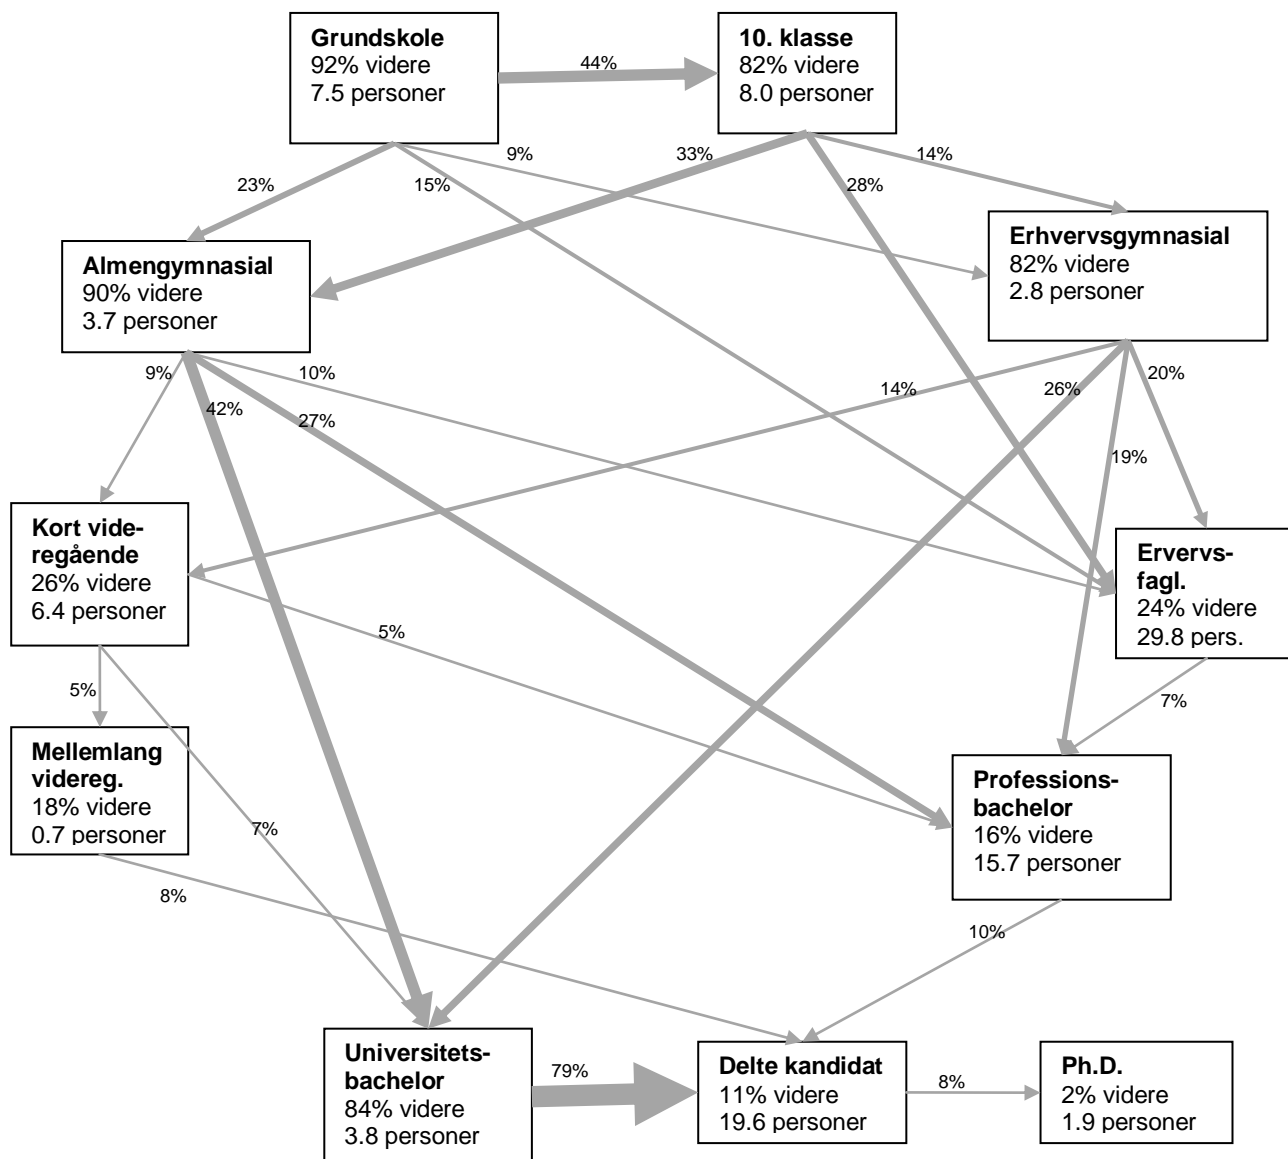 Grundskole
92% videre
7.5 personer
44%
10. klasse
82% videre
8.0 personer
9%
33%
14%
23%
15%
28%
Almengymnasial
90% videre
3.7 personer
Erhvervsgymnasial
82% videre
2.8 personer
9%
10%
14%
26%
20%
42%
27%
19%
Kort vide-
regående
26% videre
6.4 personer
Ervervs-
fagl.
24% videre
29.8 pers.
5%
5%
7%
Mellemlang
videreg.
18% videre
0.7 personer
7%
Professions-
bachelor
16% videre
15.7 personer
8%
10%
Universitets-
bachelor
84% videre
3.8 personer
79%
Delte kandidat
11% videre
19.6 personer
8%
Ph.D.
2% videre
1.9 personer